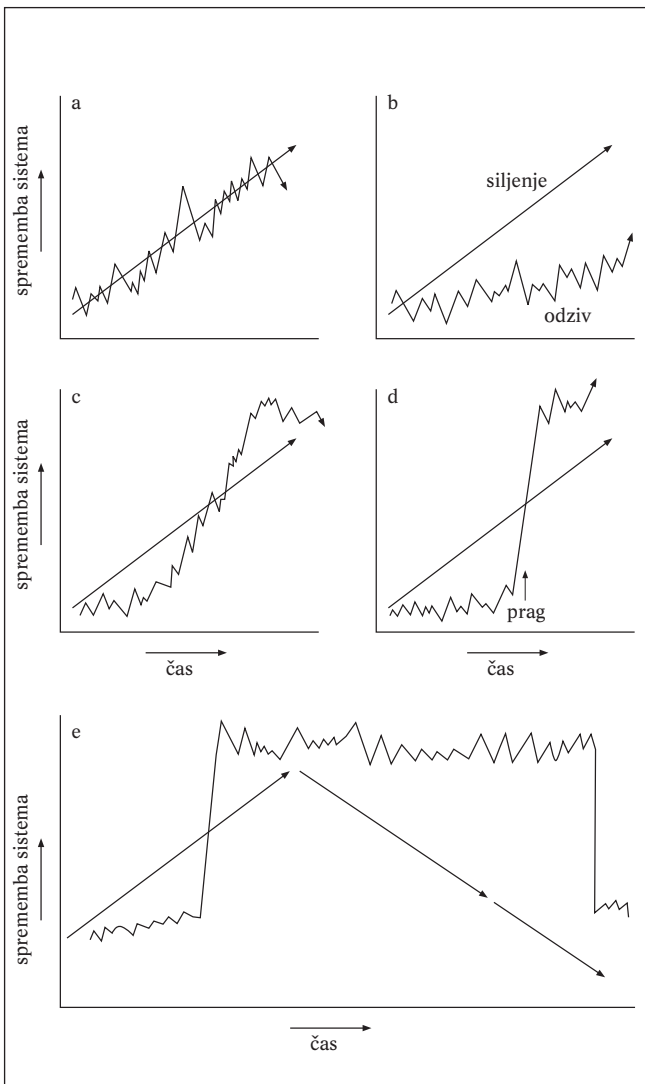 a
b
sprememba sistema
siljenje
odziv
c
d
sprememba sistema
prag
čas
čas
e
sprememba sistema
čas